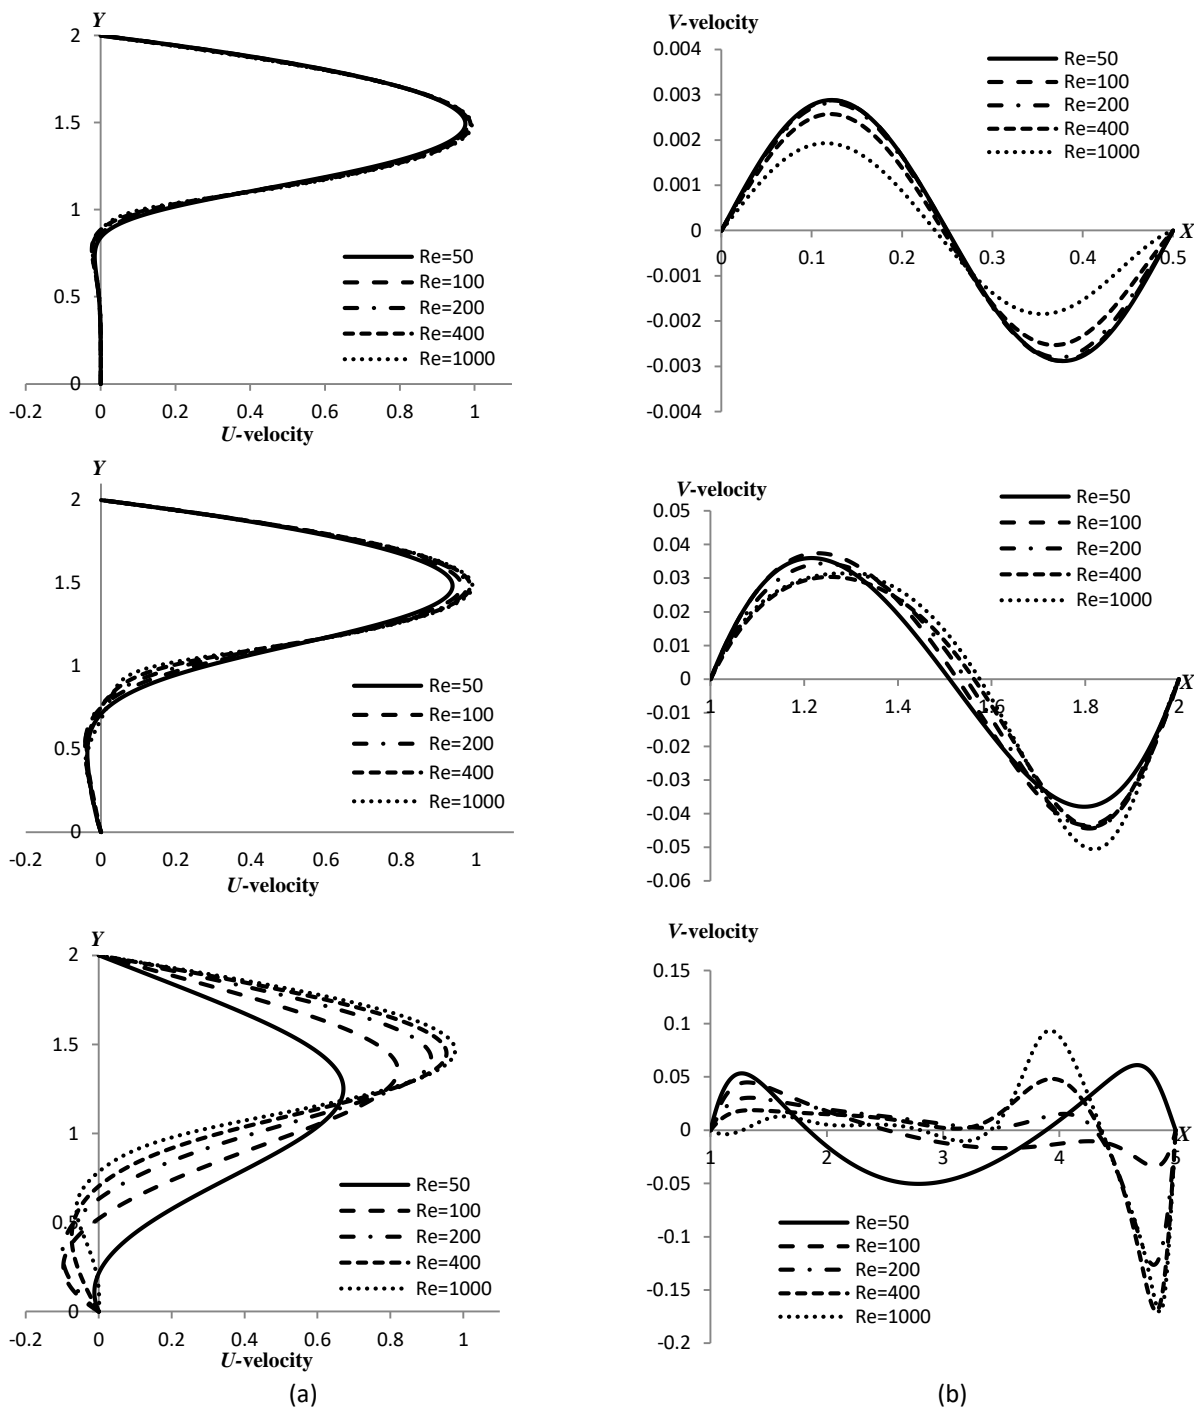 Y
2
1.5
1
0.5
0
-0.2 0 0.2 0.4 0.6 0.8 1
U-velocity
Re=50
Re=100
Re=200
Re=400
Re=1000
V-velocity
0.004
0.003
0.002
0.001
0
-0.001
-0.002
-0.003
-0.004
0 0.1 0.2 0.3 0.4 0.5
X
Re=50
Re=100
Re=200
Re=400
Re=1000
Y
2
1.5
1
0.5
0
-0.2 0 0.2 0.4 0.6 0.8 1
U-velocity
Re=50
Re=100
Re=200
Re=400
Re=1000
V-velocity
0.05
0.04
0.03
0.02
0.01
0
-0.01
-0.02
-0.03
-0.04
-0.05
-0.06
1 1.2 1.4 1.6 1.8 2
X
Re=50
Re=100
Re=200
Re=400
Re=1000
Y
2
1.5
1
0.5
0
-0.2 0 0.2 0.4 0.6 0.8 1
U-velocity
Re=50
Re=100
Re=200
Re=400
Re=1000
(a)
V-velocity
0.15
0.1
0.05
0
-0.05
-0.1
-0.15
-0.2
1 2 3 4 5
X
Re=50
Re=100
Re=200
Re=400
Re=1000
(b)